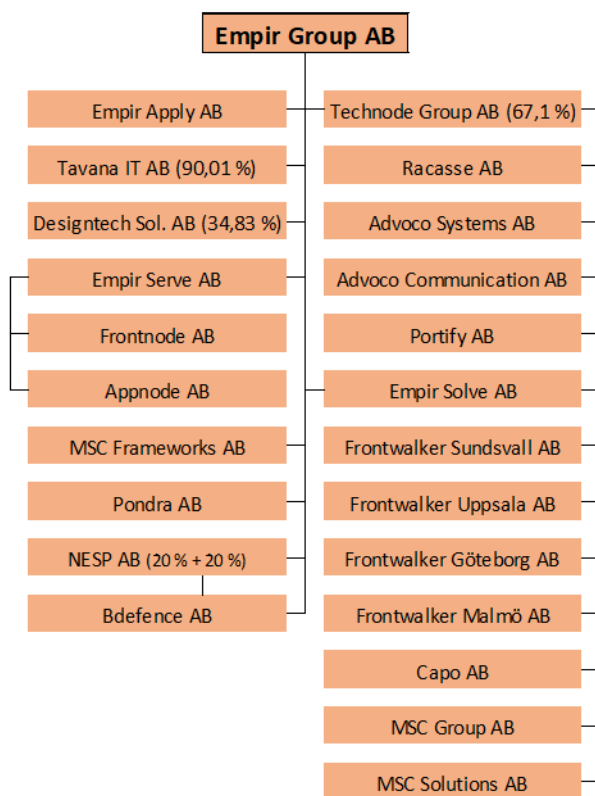 Empir Group AB
Empir Apply AB
Tavana IT AB (90,01 %)
Designtech Sol. AB (34,83 %)
Empir Serve AB
Frontnode AB
Appnode AB
MSC Frameworks AB
Pondra AB
NESP AB (20 % + 20 %)
Bdefence AB
Technode Group AB (67,1 %)
Racasse AB
Advoco Systems AB
Advoco Communication AB
Portify AB
Empir Solve AB
Frontwalker Sundsvall AB
Frontwalker Uppsala AB
Frontwalker Göteborg AB
Frontwalker Malmö AB
Capo AB
MSC Group AB
MSC Solutions AB